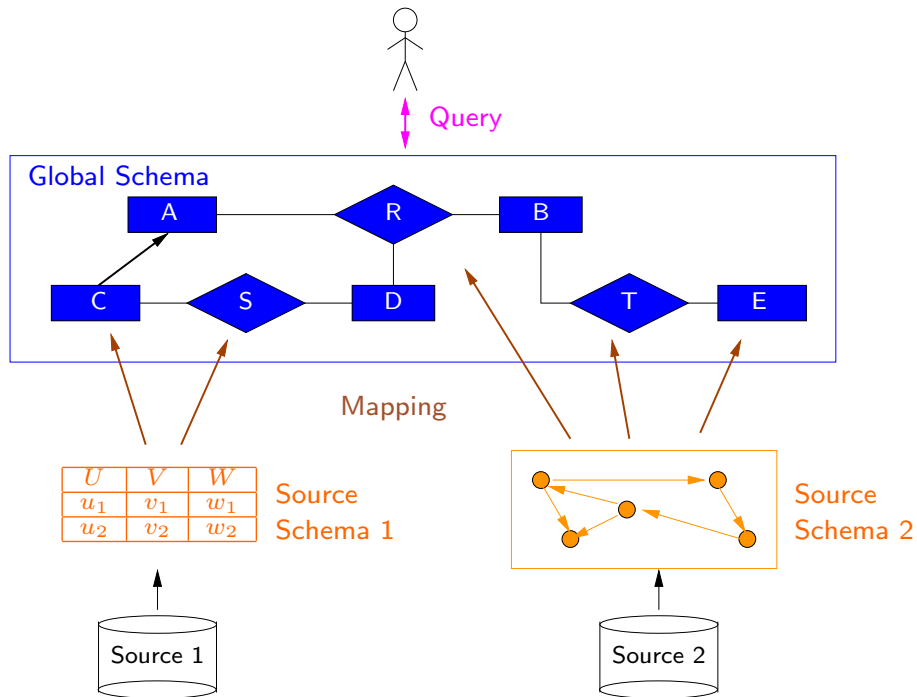 Query
Global Schema
A R B
C S D T E
Mapping
U V W
u₁ v₁ w₁
u₂ v₂ w₂
Source
Schema 1
Source
Schema 2
Source 1
Source 2